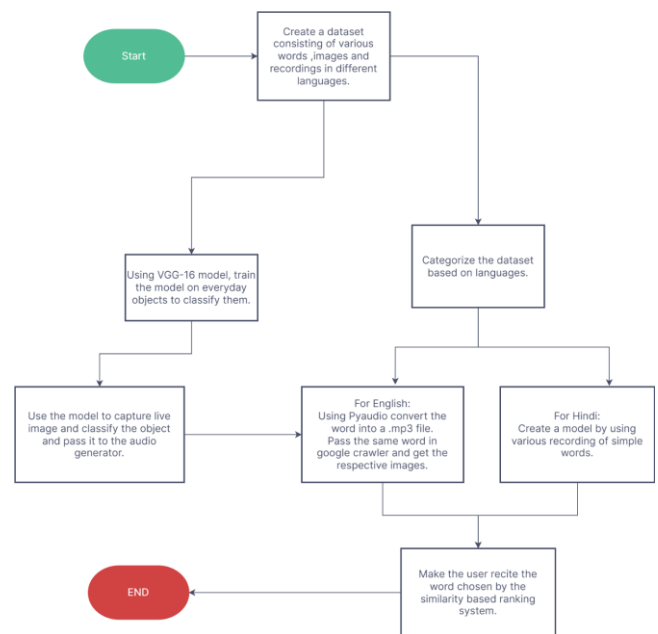 Start
Create a dataset
consisting of various
words ,images and
recordings in different
languages.
Using VGG-16 model, train
the model on everyday
objects to classify them.
Categorize the dataset
based on languages.
Use the model to capture live
image and classify the object
and pass it to the audio
generator.
For English:
Using Pyaudio convert the
word into a .mp3 file.
Pass the same word in
google crawler and get the
respective images.
For Hindi:
Create a model by using
various recording of simple
words.
Make the user recite the
word chosen by the
similarity based ranking
system.
END